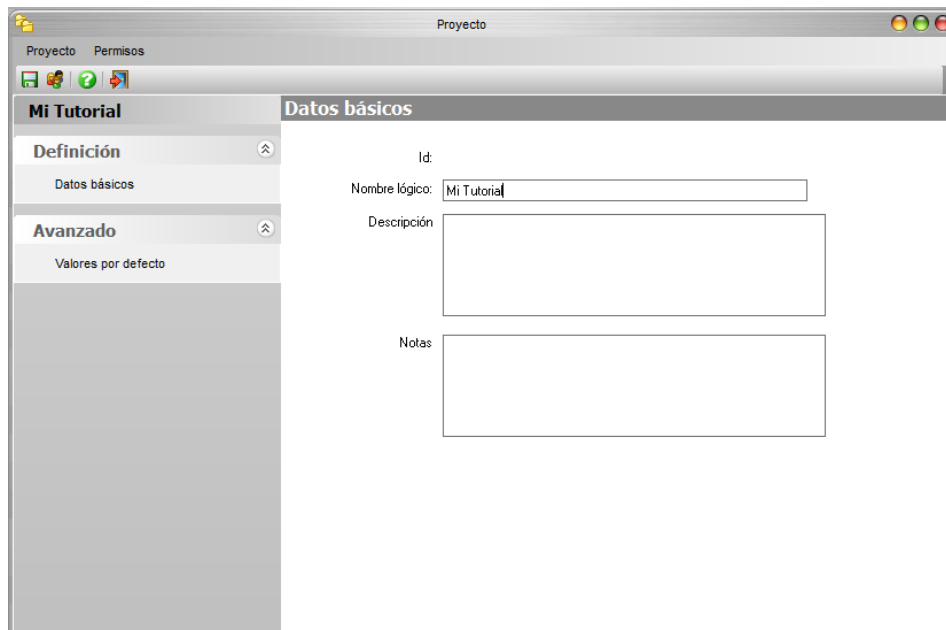 Proyecto
Proyecto Permisos
Mi Tutorial
Datos básicos
Definición
Datos básicos
Avanzado
Valores por defecto
Id:
Nombre lógico: Mi Tutorial
Descripción
Notas